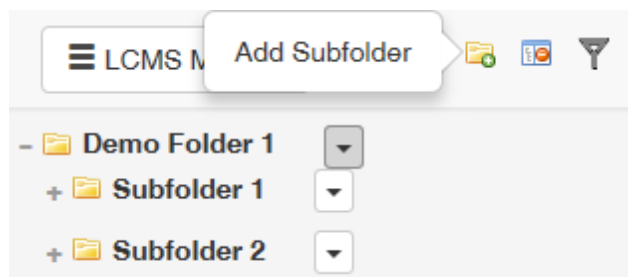 LCMS M
Add Subfolder
Demo Folder 1
Subfolder 1
Subfolder 2